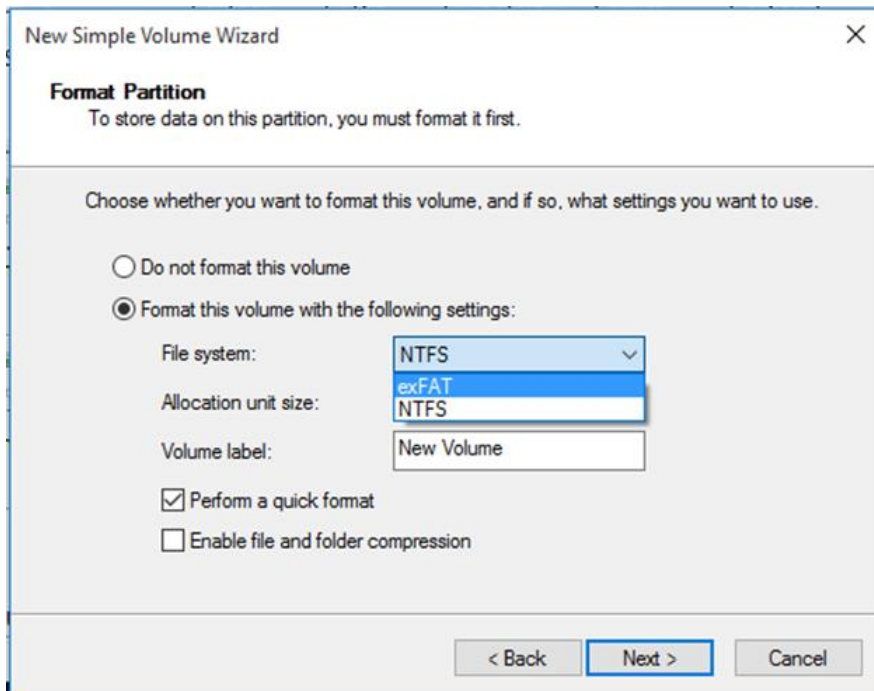 New Simple Volume Wizard
Format Partition
To store data on this partition, you must format it first.
Choose whether you want to format this volume, and if so, what settings you want to use.
Do not format this volume
Format this volume with the following settings:
File system:
NTFS
exFAT
Allocation unit size:
NTFS
Volume label:
New Volume
Perform a quick format
Enable file and folder compression
< Back
Next >
Cancel